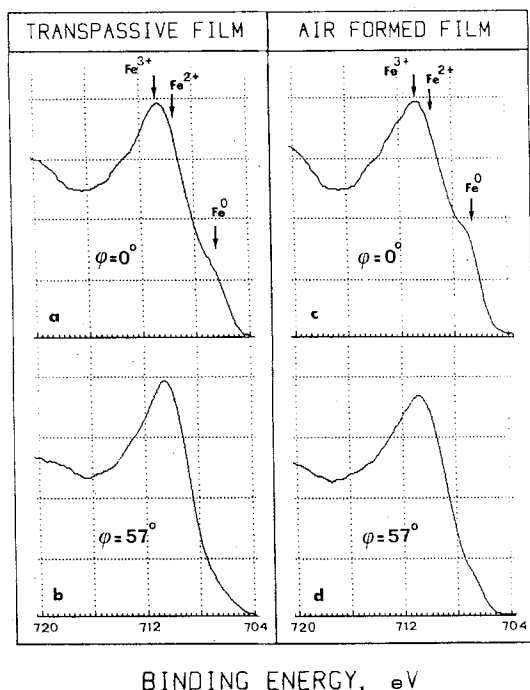 TRANSPASSIVE FILM
AIR FORMED FILM
Fe3+
Fe2+
Fe0
φ=0°
a
Fe3+
Fe2+
Fe0
φ=0°
c
φ=57°
b
720 712
φ=57°
d
720 712 704
BINDING ENERGY, eV